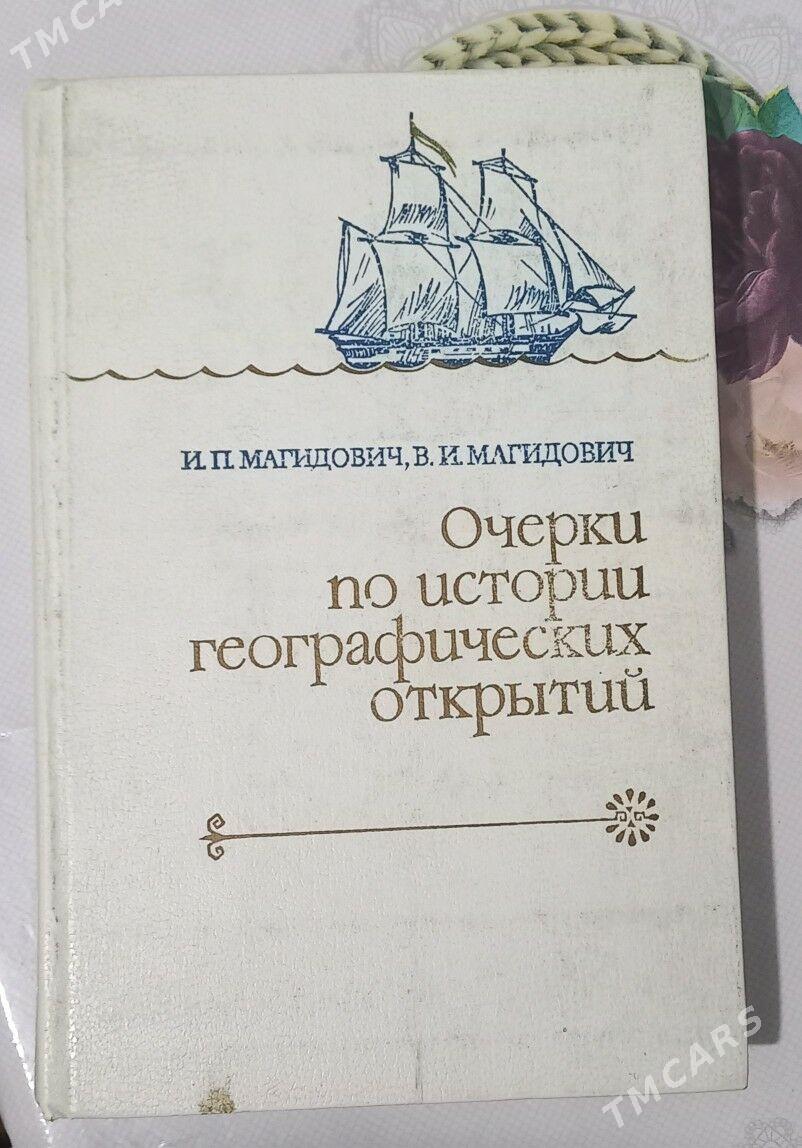 TMCARS
И. П. МАГИДОВИЧ, В. И. МАГИДОВИЧ
Очерки
по истории
географических
открытий
TMCARS